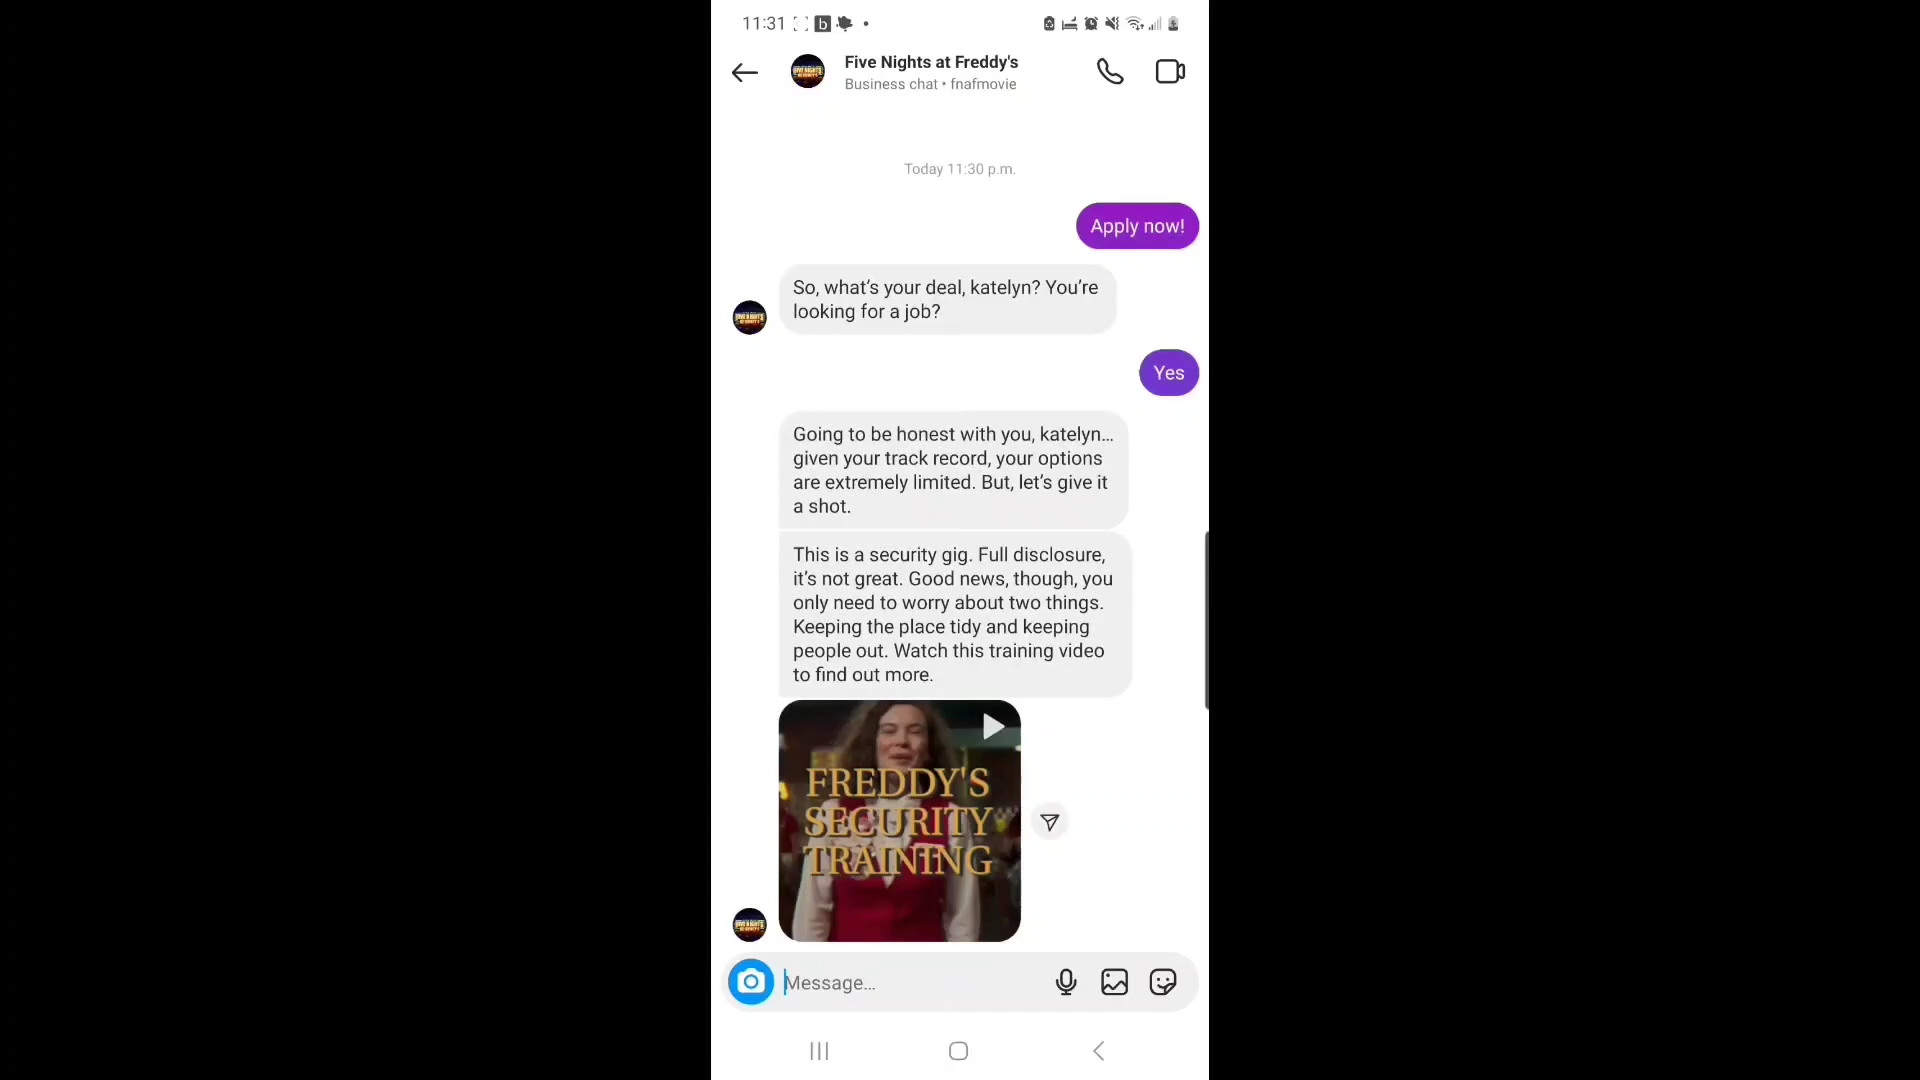 11:31
Five Nights at Freddy's
Business chat • fnafmovie
Today 11:30 p.m.
Apply now!
So, what's your deal, katelyn? You're
looking for a job?
Yes
Going to be honest with you, katelyn...
given your track record, your options
are extremely limited. But, let's give it
a shot.
This is a security gig. Full disclosure,
it's not great. Good news, though, you
only need to worry about two things.
Keeping the place tidy and keeping
people out. Watch this training video
to find out more.
FREDDY'S
SECURITY
TRAINING
Message...